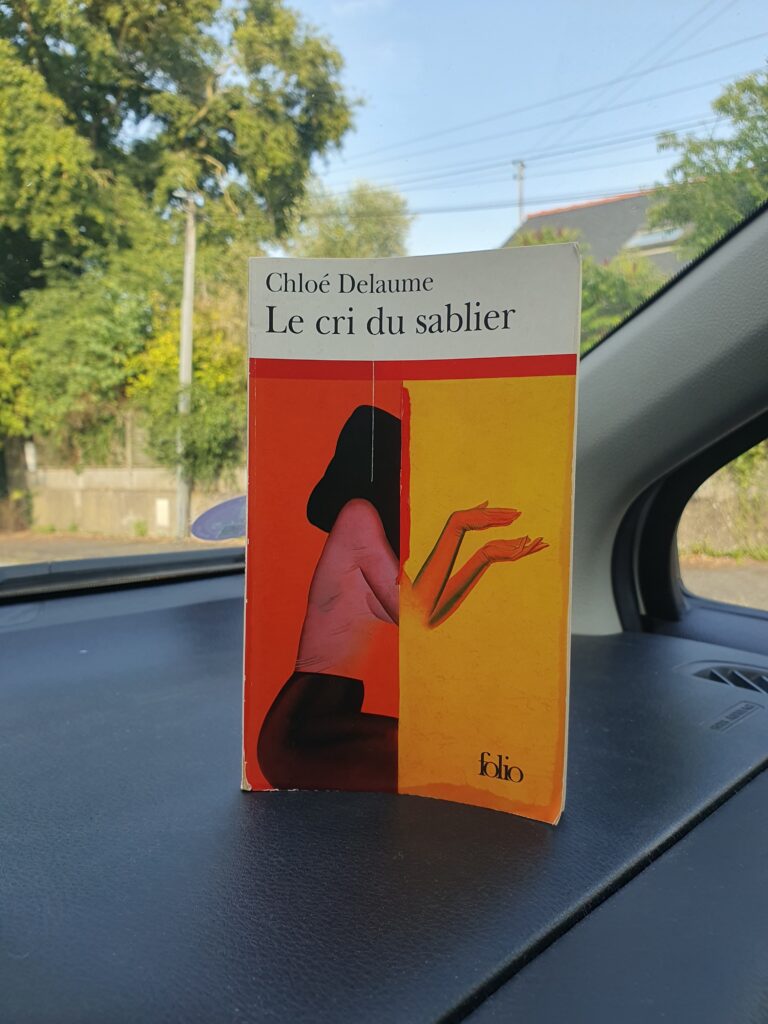 Chloé Delaume
Le cri du sablier
folio